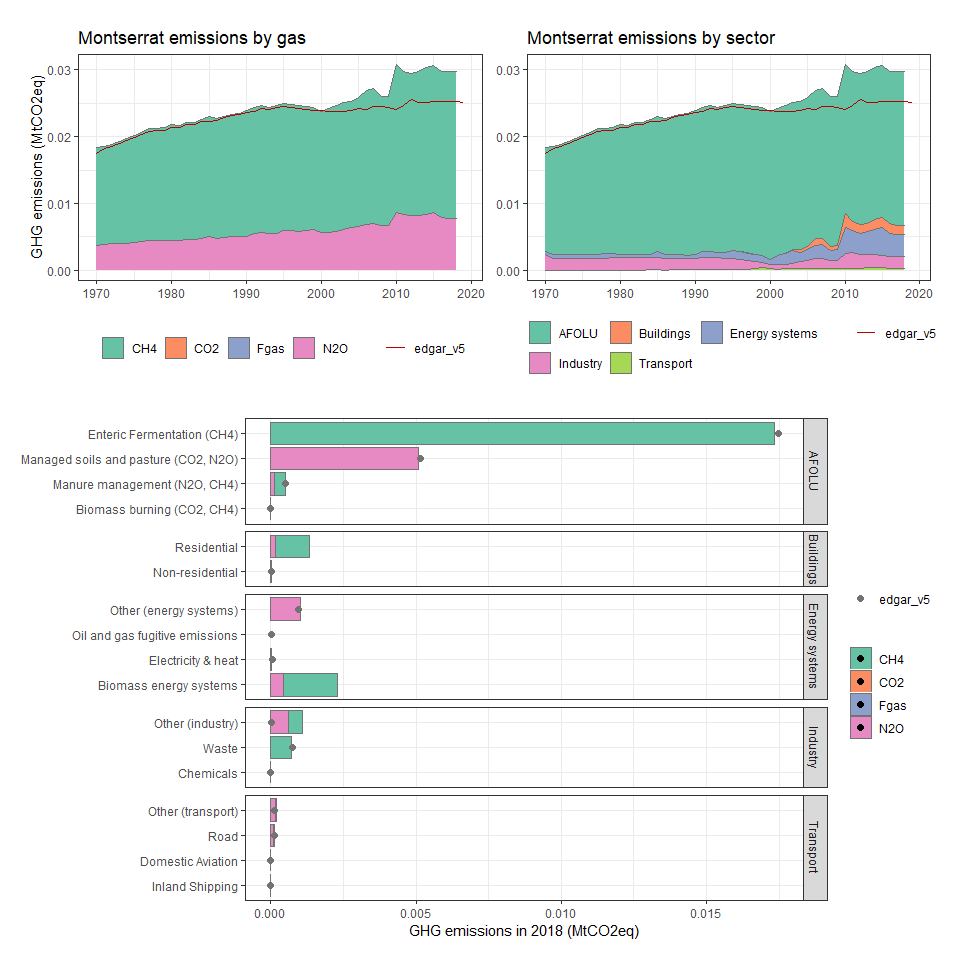 Montserrat emissions by gas
Montserrat emissions by sector
GHG emissions (MtCO2eq)
0.03
0.02
0.01
0.00
1970 1980 1990 2000 2010 2020
0.03
0.02
0.01
0.00
1970 1980 1990 2000 2010 2020
CH4 CO2 Fgas N2O edgar_v5
AFOLU Buildings Energy systems edgar_v5
Industry Transport
Enteric Fermentation (CH4)
Managed soils and pasture (CO2, N2O)
Manure management (N2O, CH4)
Biomass burning (CO2, CH4)
AFOLU
Residential
Non-residential
Buildings
Other (energy systems)
Oil and gas fugitive emissions
Electricity & heat
Biomass energy systems
Energy systems
Other (industry)
Waste
Chemicals
Industry
Other (transport)
Road
Domestic Aviation
Inland Shipping
Transport
0.000 0.005 0.010 0.015
GHG emissions in 2018 (MtCO2eq)
edgar_v5
CH4
CO2
Fgas
N2O